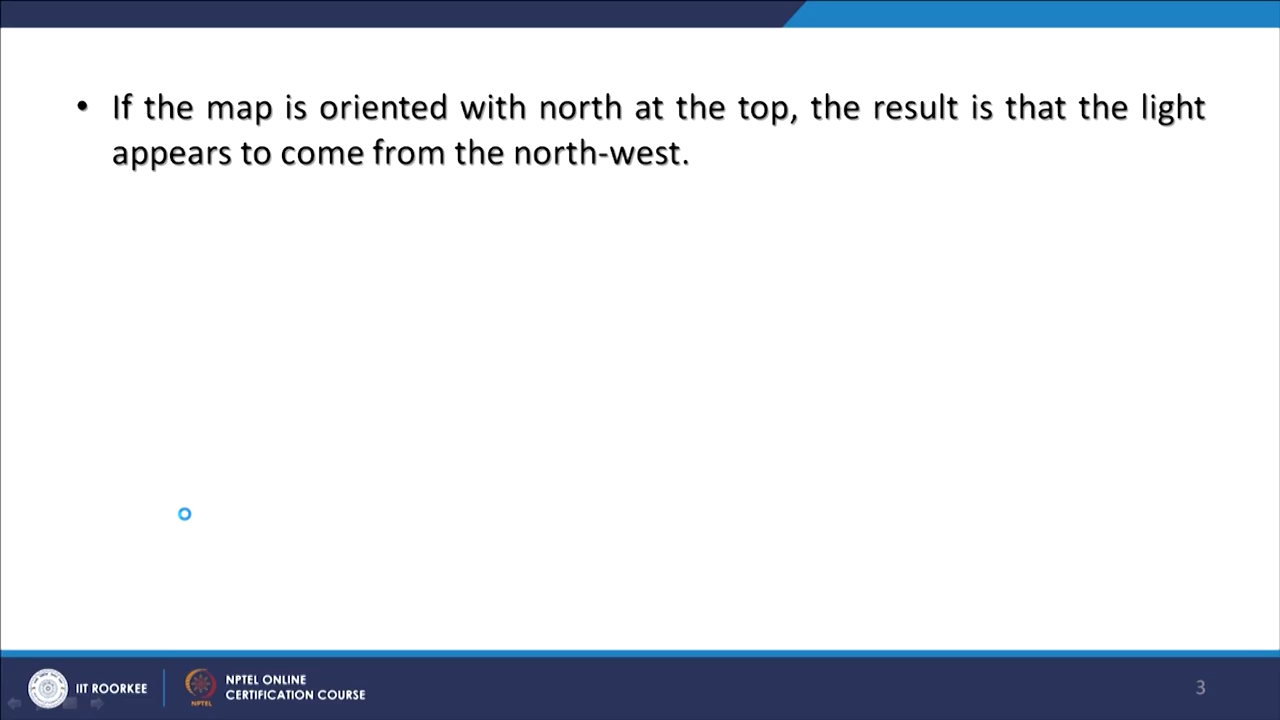 • If the map is oriented with north at the top, the result is that the light
appears to come from the north-west.
IIT ROORKEE
NPTEL ONLINE
CERTIFICATION COURSE
NPTEL
3